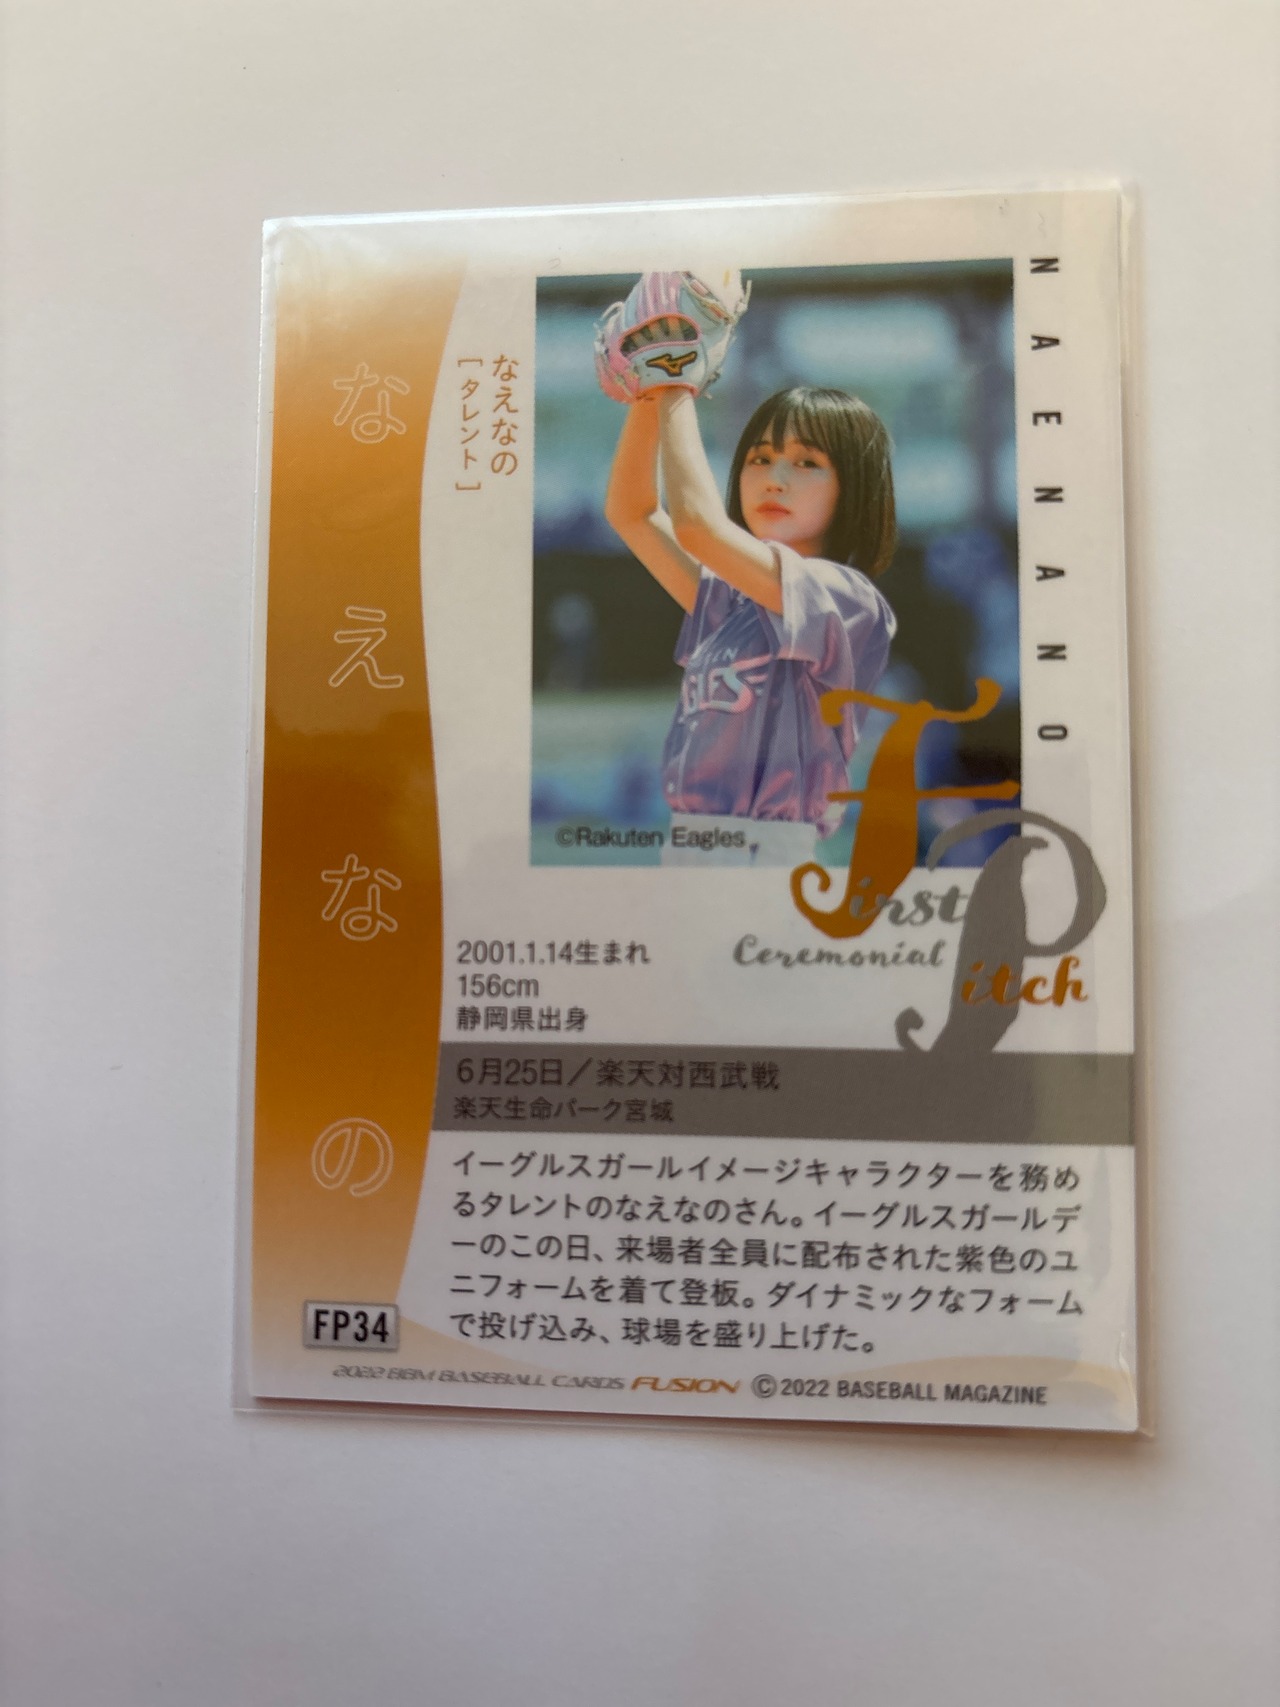 なえなの
なえなの
［タレント］
NAENANO
EAGLES
©Rakuten Eagles
First
Ceremonial
Pitch
2001.1.14生まれ
156cm
静岡県出身
6月25日／楽天対西武戦
楽天生命パーク宮城
イーグルスガールイメージキャラクターを務め
るタレントのなえなのさん。イーグルスガールデ
ーのこの日、来場者全員に配布された紫色のユ
ニフォームを着て登板。ダイナミックなフォーム
で投げ込み、球場を盛り上げた。
FP34
2022 BBM BASEBALL CARDS FUSION ©2022 BASEBALL MAGAZINE